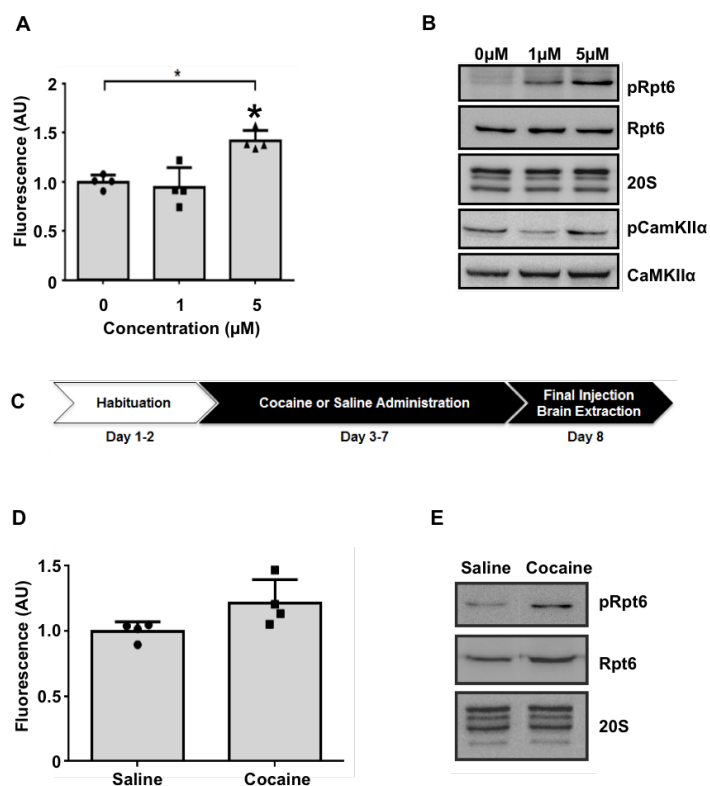 A
Fluorescence (AU)
2
1.5
1.0
0.5
0
*
*
0
1
5
Concentration (µM)
B
0µM 1µM 5µM
pRpt6
Rpt6
20S
pCamKIIα
CaMKIIα
C
Habituation
Cocaine or Saline Administration
Final Injection
Brain Extraction
Day 1-2
Day 3-7
Day 8
D
Fluorescence (AU)
1.5
1.0
0.5
0
Saline
Cocaine
E
Saline Cocaine
pRpt6
Rpt6
20S